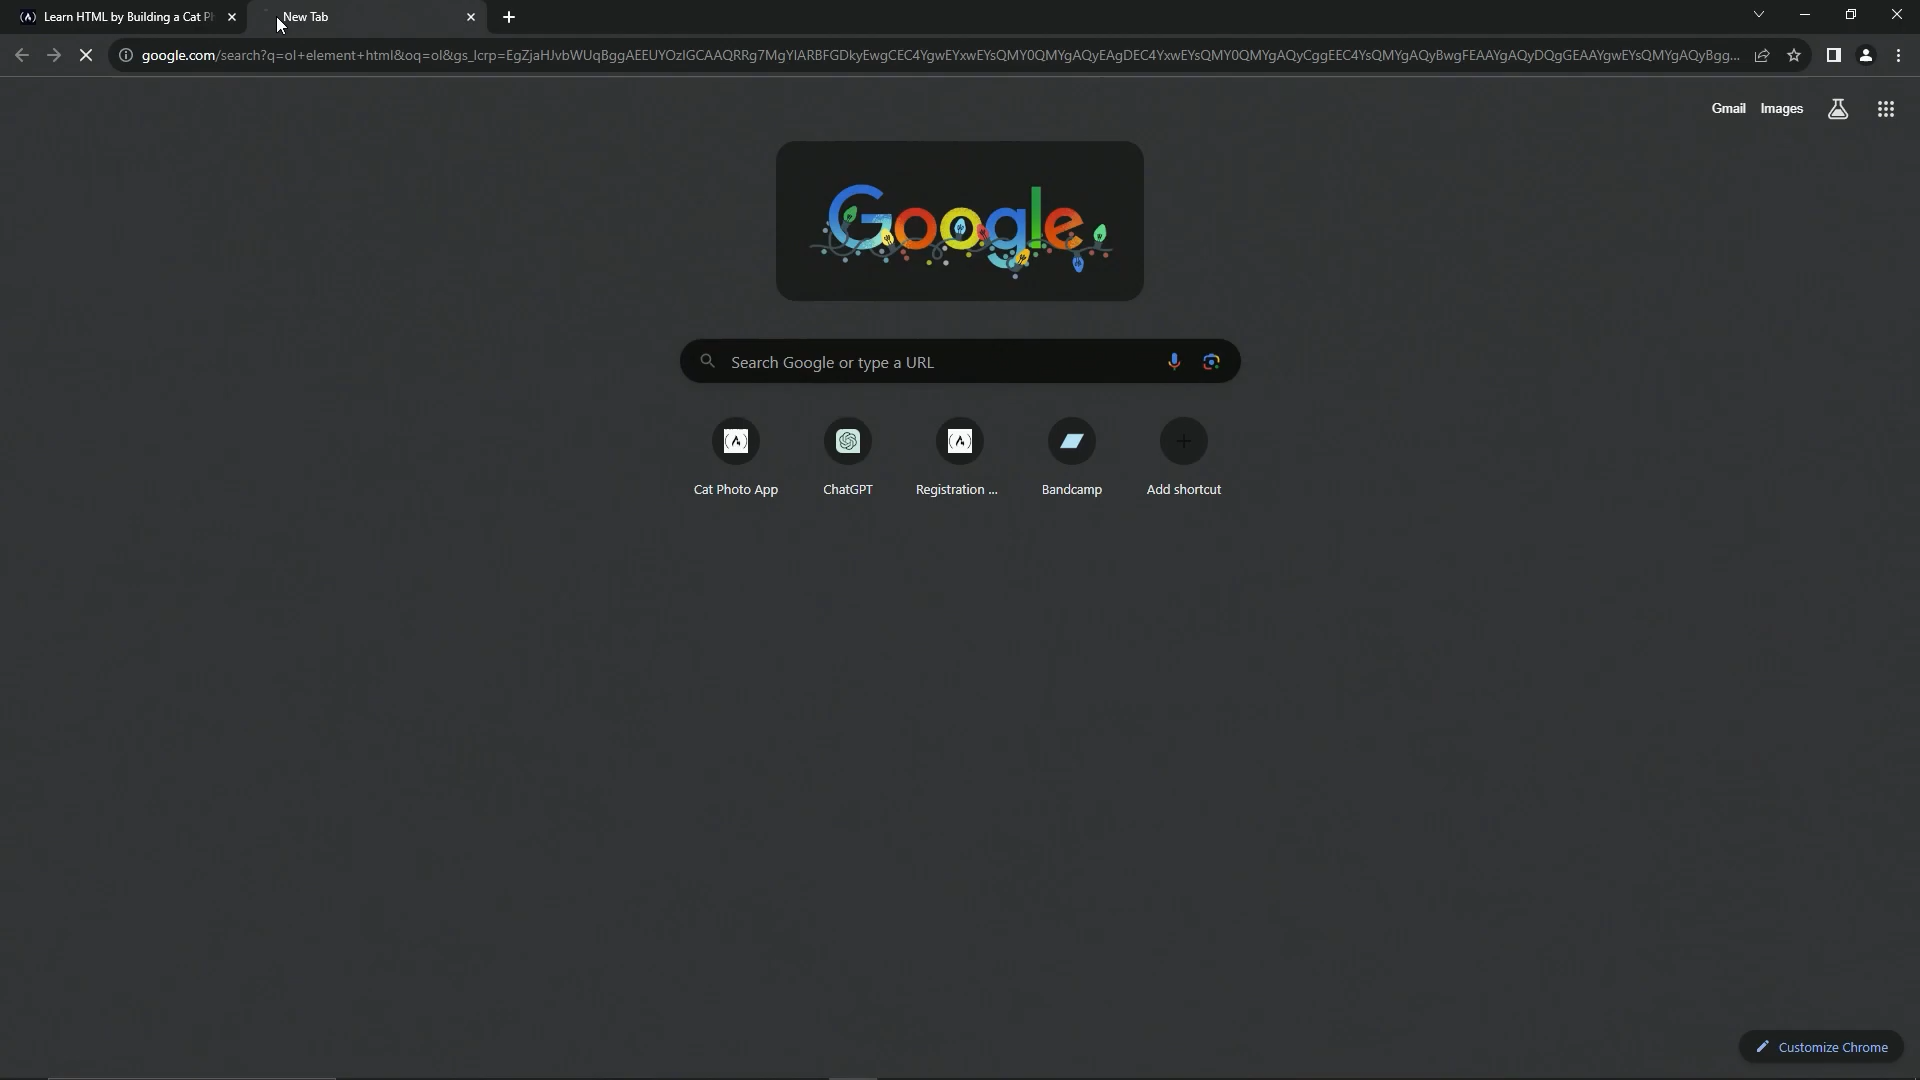 Learn HTML by Building a Cat Ph
New Tab
google.com/search?q=ol+element+html&oq=ol&gs_lcrp=
Gmail Images
Google
Search Google or type a URL
Cat Photo App
ChatGPT
Registration ...
Bandcamp
Add shortcut
Customize Chrome